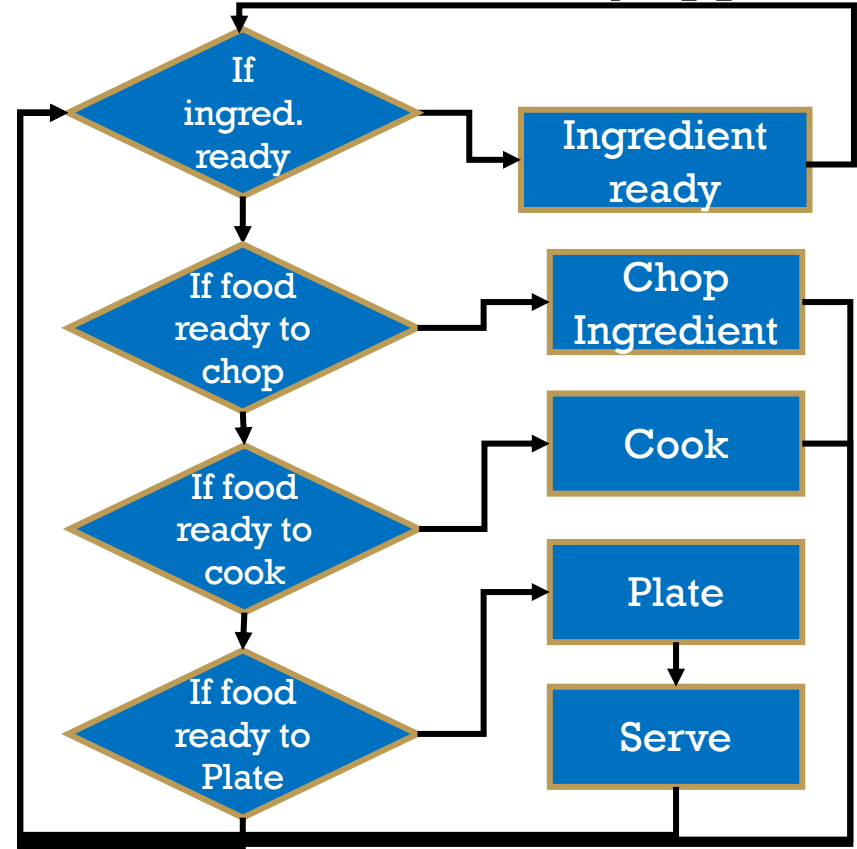 If
ingred.
ready
Ingredient
ready
If food
ready to
chop
Chop
Ingredient
If food
ready to
cook
Cook
If food
ready to
Plate
Plate
Serve